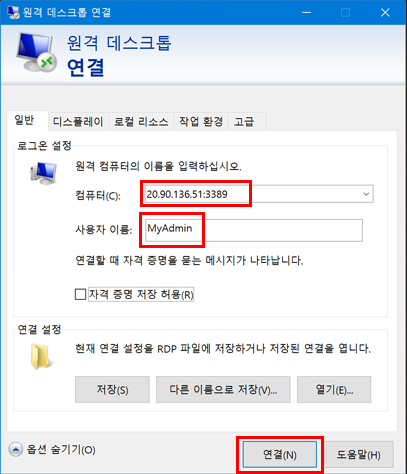 원격 데스크톱 연결
원격 데스크톱
연결
일반 디스플레이 로컬 리소스 작업 환경 고급
로그온 설정
원격 컴퓨터의 이름을 입력하십시오.
컴퓨터(C): 20.90.136.51:3389
사용자 이름: MyAdmin
연결할 때 자격 증명을 묻는 메시지가 나타납니다.
자격 증명 저장 허용(R)
연결 설정
현재 연결 설정을 RDP 파일에 저장하거나 저장된 연결을 엽니다.
저장(S) 다른 이름으로 저장(V)... 열기(E)...
옵션 숨기기(O) 연결(N) 도움말(H)